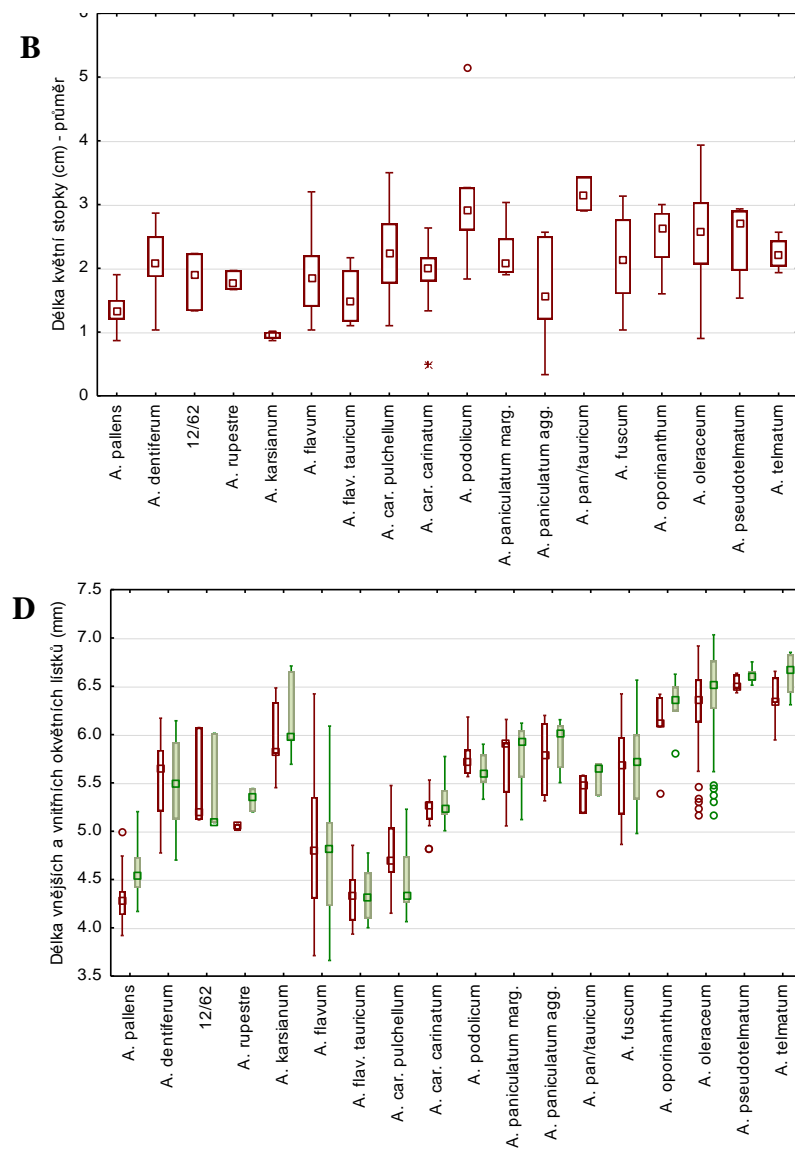 B
Délka květní stopky (cm) - průměr
6
5
4
3
2
1
0
A. pallens
A. dentiferum
12/62
A. rupestre
A. karsianum
A. flavum
A. flav. tauricum
A. car. pulchellum
A. car. carinatum
A. podolicum
A. paniculatum marg.
A. paniculatum agg.
A. pan/tauricum
A. fuscum
A. oporinanthum
A. oleraceum
A. pseudotelmatum
A. telmatum
D
Délka vnějších a vnitřních okvětních lístků (mm)
7.5
7.0
6.5
6.0
5.5
5.0
4.5
4.0
3.5
A. pallens
A. dentiferum
12/62
A. rupestre
A. karsianum
A. flavum
A. flav. tauricum
A. car. pulchellum
A. car. carinatum
A. podolicum
A. paniculatum marg.
A. paniculatum agg.
A. pan/tauricum
A. fuscum
A. oporinanthum
A. oleraceum
A. pseudotelmatum
A. telmatum